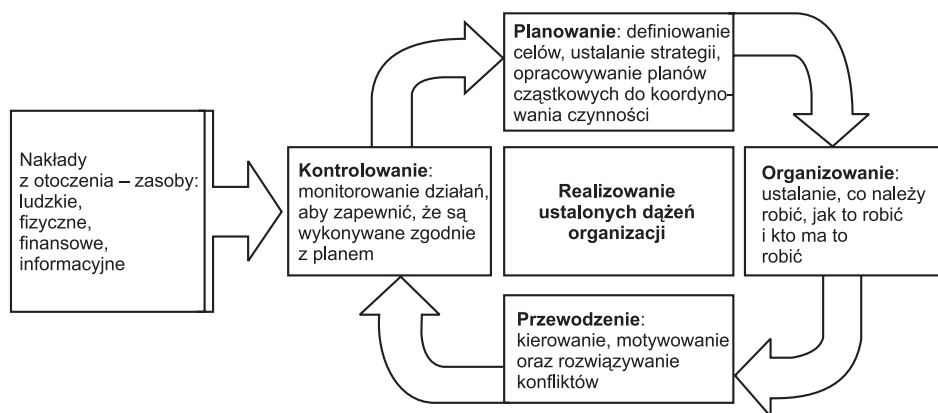 Nakłady
z otoczenia – zasoby:
ludzkie,
fizyczne,
finansowe,
informacyjne
Kontrolowanie:
monitorowanie działań,
aby zapewnić, że są
wykonywane zgodnie
z planem
Planowanie: definiowanie
celów, ustalanie strategii,
opracowywanie planów
cząstkowych do koordyno-
wania czynności
Realizowanie
ustalonych dążeń
organizacji
Organizowanie:
ustalanie, co należy
robić, jak to robić
i kto ma to
robić
Przewodzenie:
kierowanie, motywowanie
oraz rozwiązywanie
konfliktów